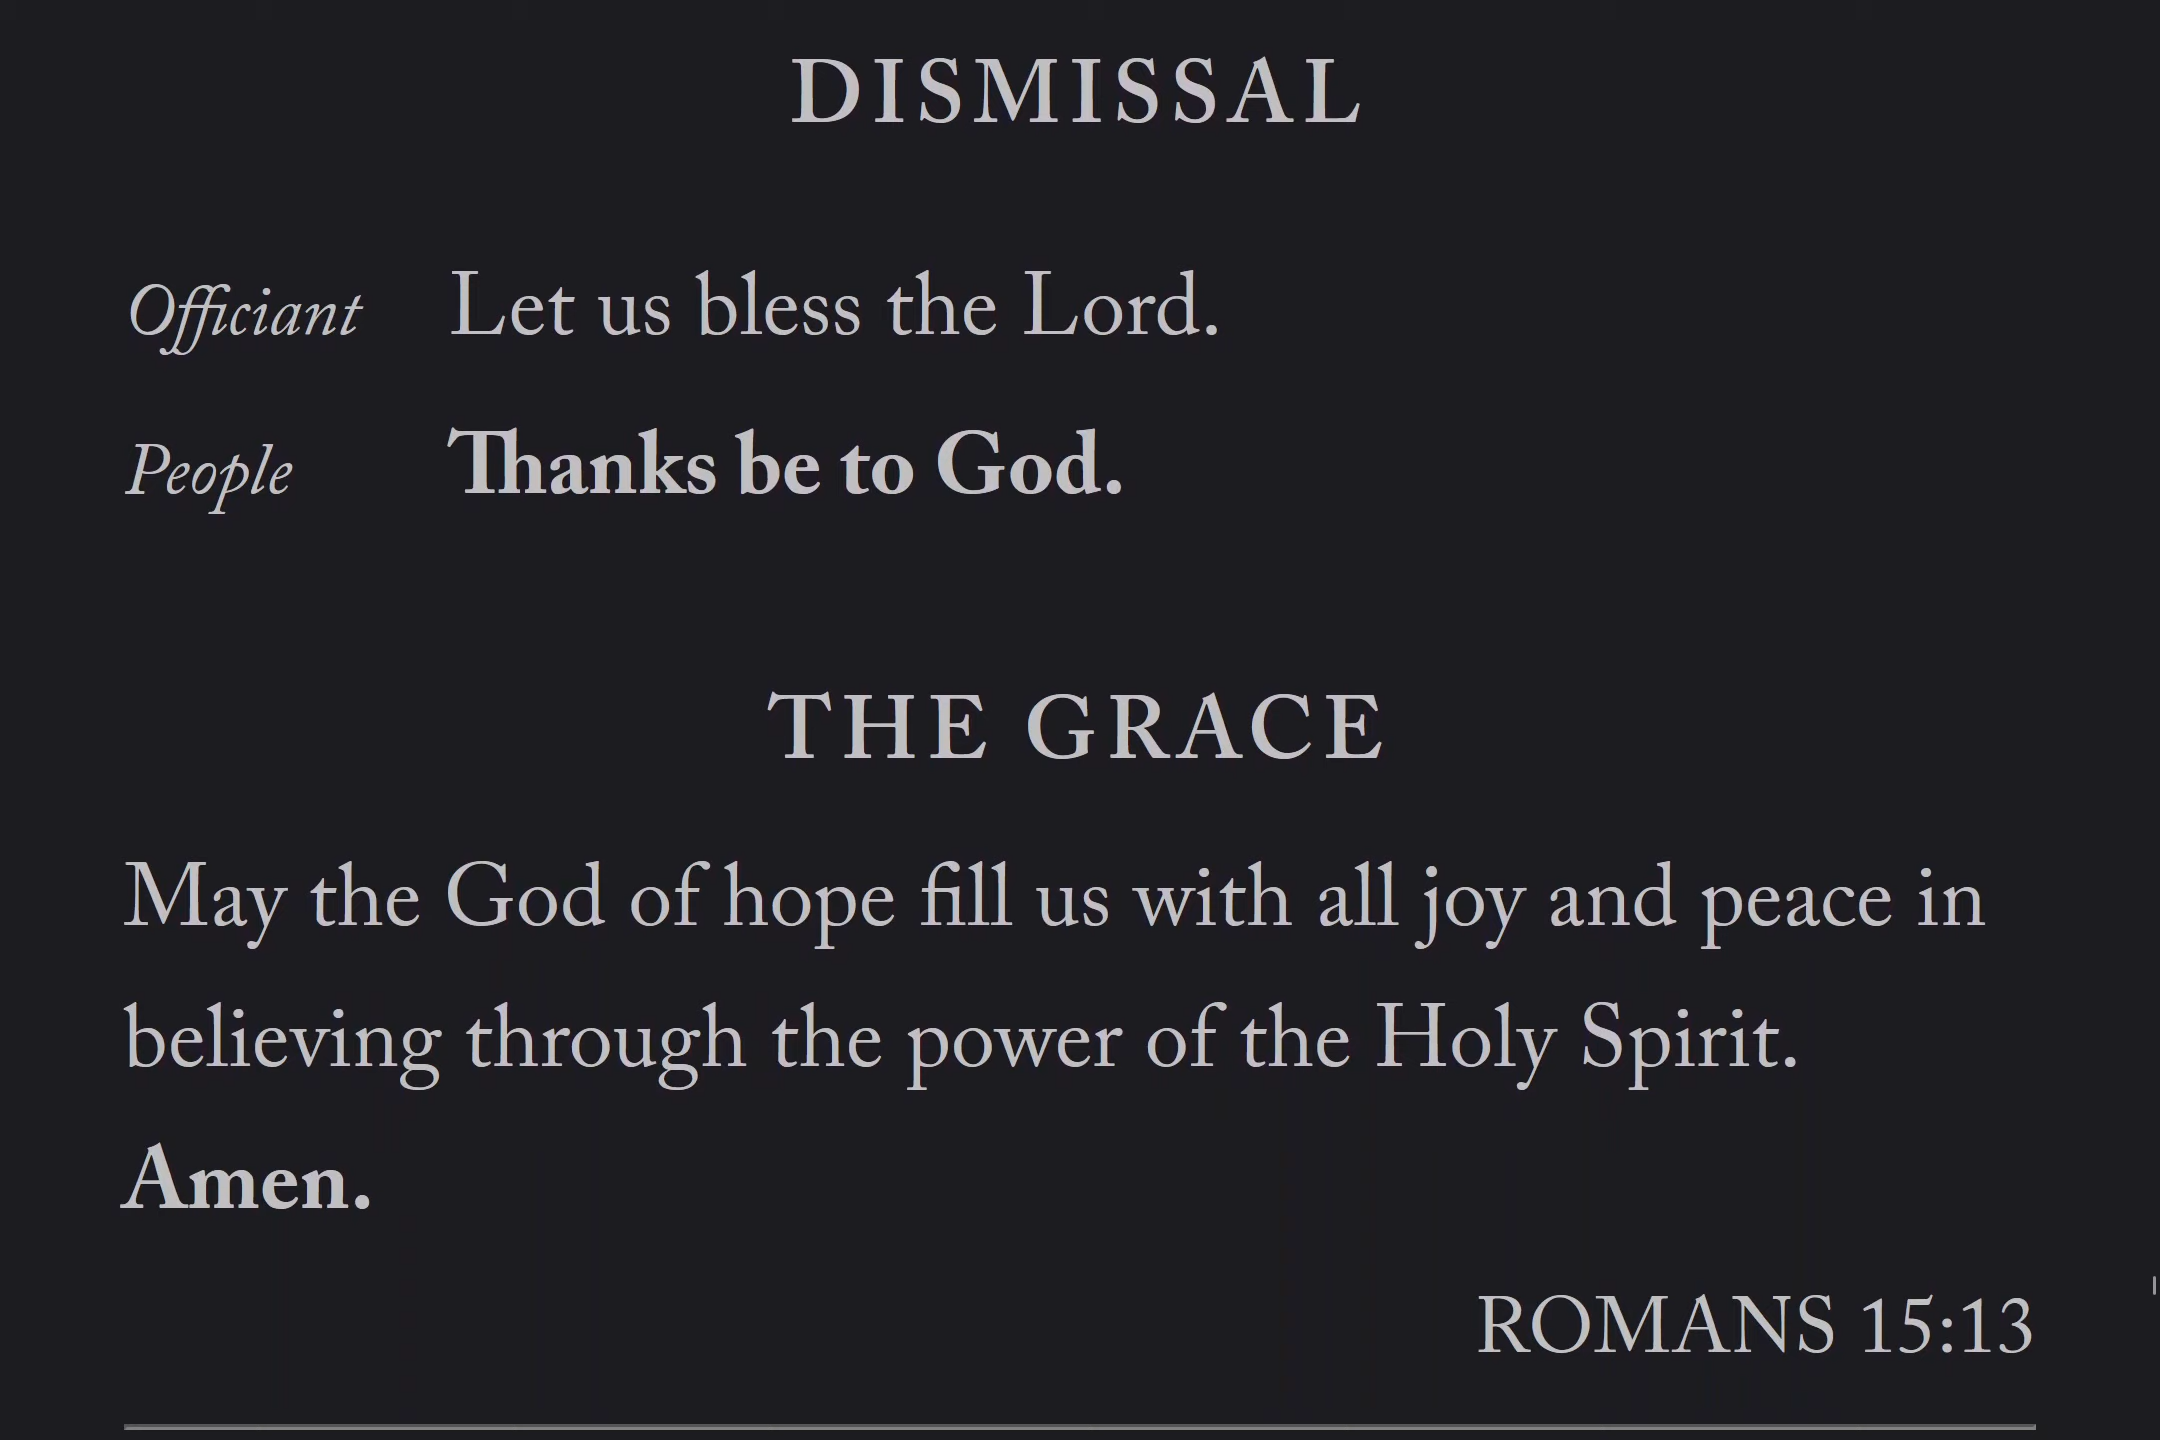 DISMISSAL
Officiant Let us bless the Lord.
People Thanks be to God.
THE GRACE
May the God of hope fill us with all joy and peace in
believing through the power of the Holy Spirit.
Amen.
ROMANS 15:13